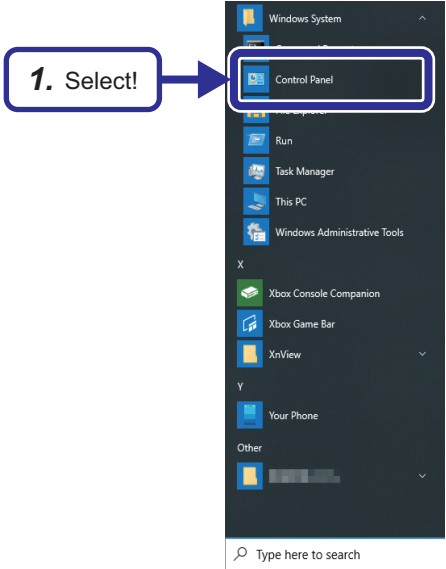 Windows System
1. Select!
Control Panel
Run
Task Manager
This PC
Windows Administrative Tools
X
Xbox Console Companion
Xbox Game Bar
XnView
Y
Your Phone
Other
Type here to search